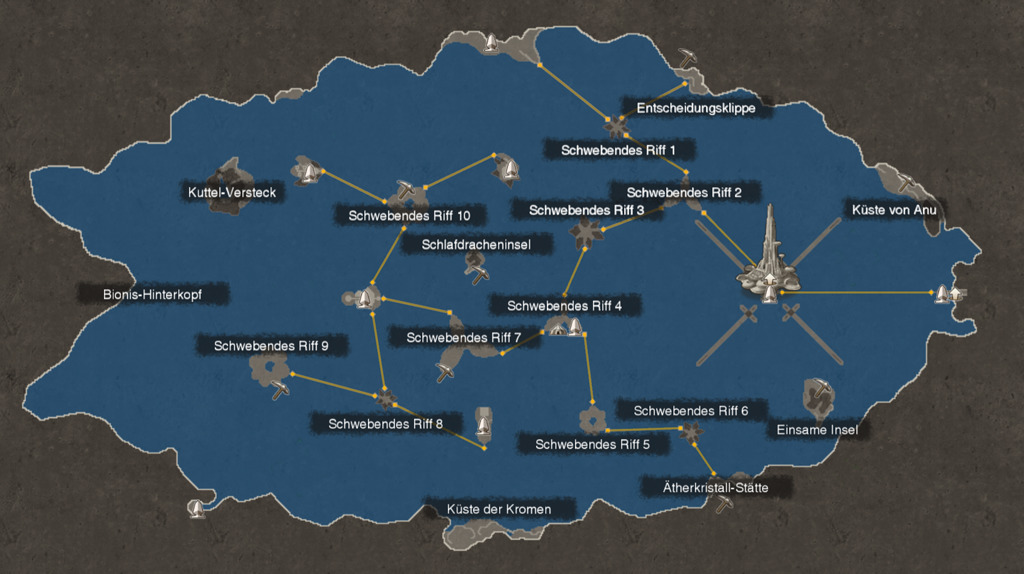 Entscheidungsklippe
Schwebendes Riff 1
Kuttel-Versteck
Schwebendes Riff 2
Schwebendes Riff 10
Schwebendes Riff 3
Küste von Anu
Schlafdracheninsel
Bionis-Hinterkopf
Schwebendes Riff 4
Schwebendes Riff 9
Schwebendes Riff 7
Schwebendes Riff 8
Schwebendes Riff 6
Einsame Insel
Schwebendes Riff 5
Ätherkristall-Stätte
Küste der Kromen